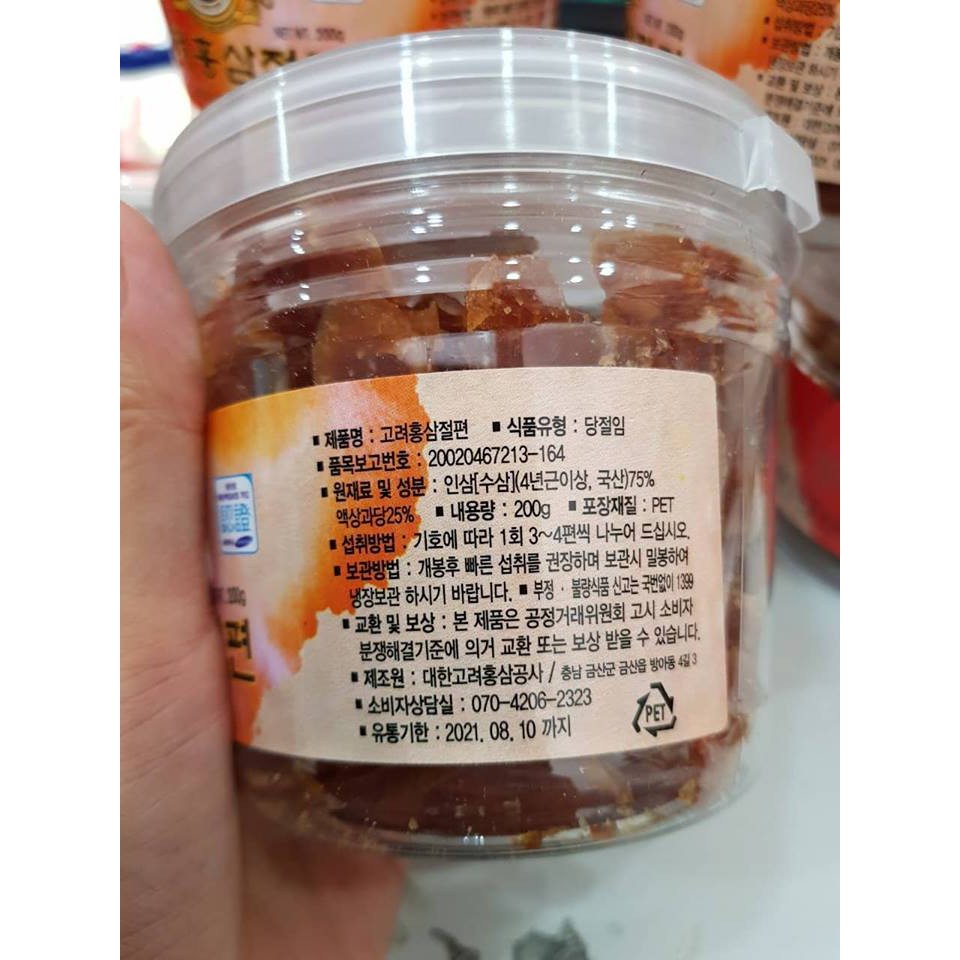 홍삼절
▪ 제품명 : 고려홍삼절편 ▪ 식품유형 : 당절임
▪ 품목보고번호 : 20020467213-164
▪ 원재료 및 성분 : 인삼[수삼](4년근이상, 국산)75%
액상과당25% ▪ 내용량 : 200g ▪ 포장재질 : PET
▪ 섭취방법 : 기호에 따라 1회 3~4편씩 나누어 드십시오.
▪ 보관방법 : 개봉후 빠른 섭취를 권장하며 보관시 밀봉하여
냉장보관 하시기 바랍니다. ▪ 부정 · 불량식품 신고는 국번없이 1399
▪ 교환 및 보상 : 본 제품은 공정거래위원회 고시 소비자
분쟁해결기준에 의거 교환 또는 보상 받을 수 있습니다.
▪ 제조원 : 대한고려홍삼공사 / 충남 금산군 금산읍 방아동 4길 3
▪ 소비자상담실 : 070-4206-2323
▪ 유통기한 : 2021. 08. 10 까지
PET
편